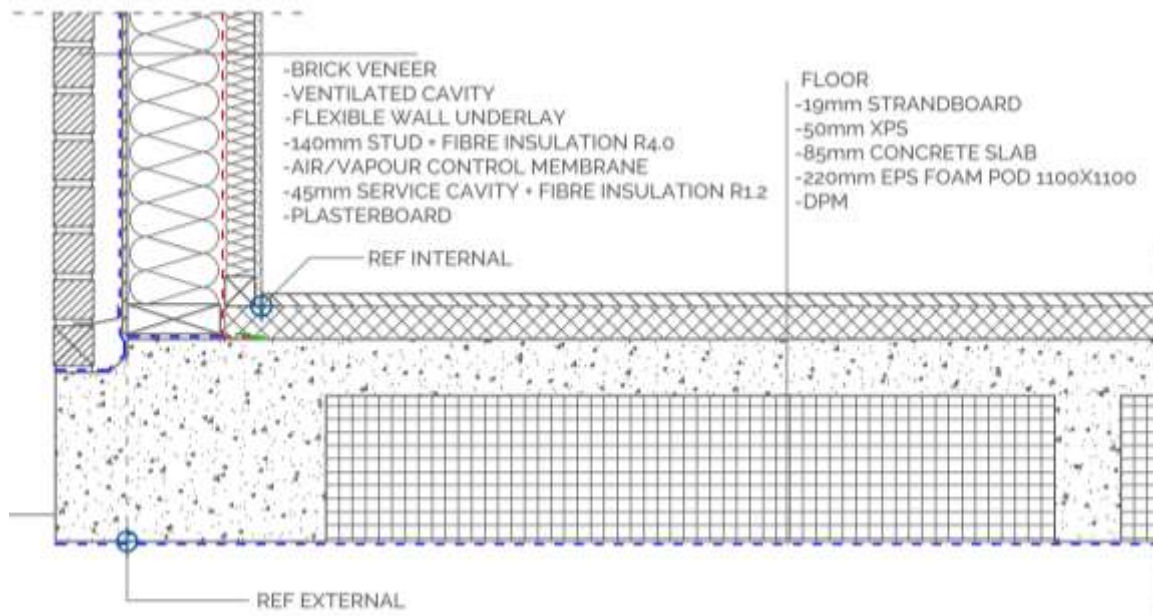 -BRICK VENEER
-VENTILATED CAVITY
-FLEXIBLE WALL UNDERLAY
-140mm STUD + FIBRE INSULATION R4.0
-AIR/VAPOUR CONTROL MEMBRANE
-45mm SERVICE CAVITY + FIBRE INSULATION R1.2
-PLASTERBOARD
FLOOR
-19mm STRANDBOARD
-50mm XPS
-85mm CONCRETE SLAB
-220mm EPS FOAM POD 1100X1100
-DPM
REF INTERNAL
REF EXTERNAL